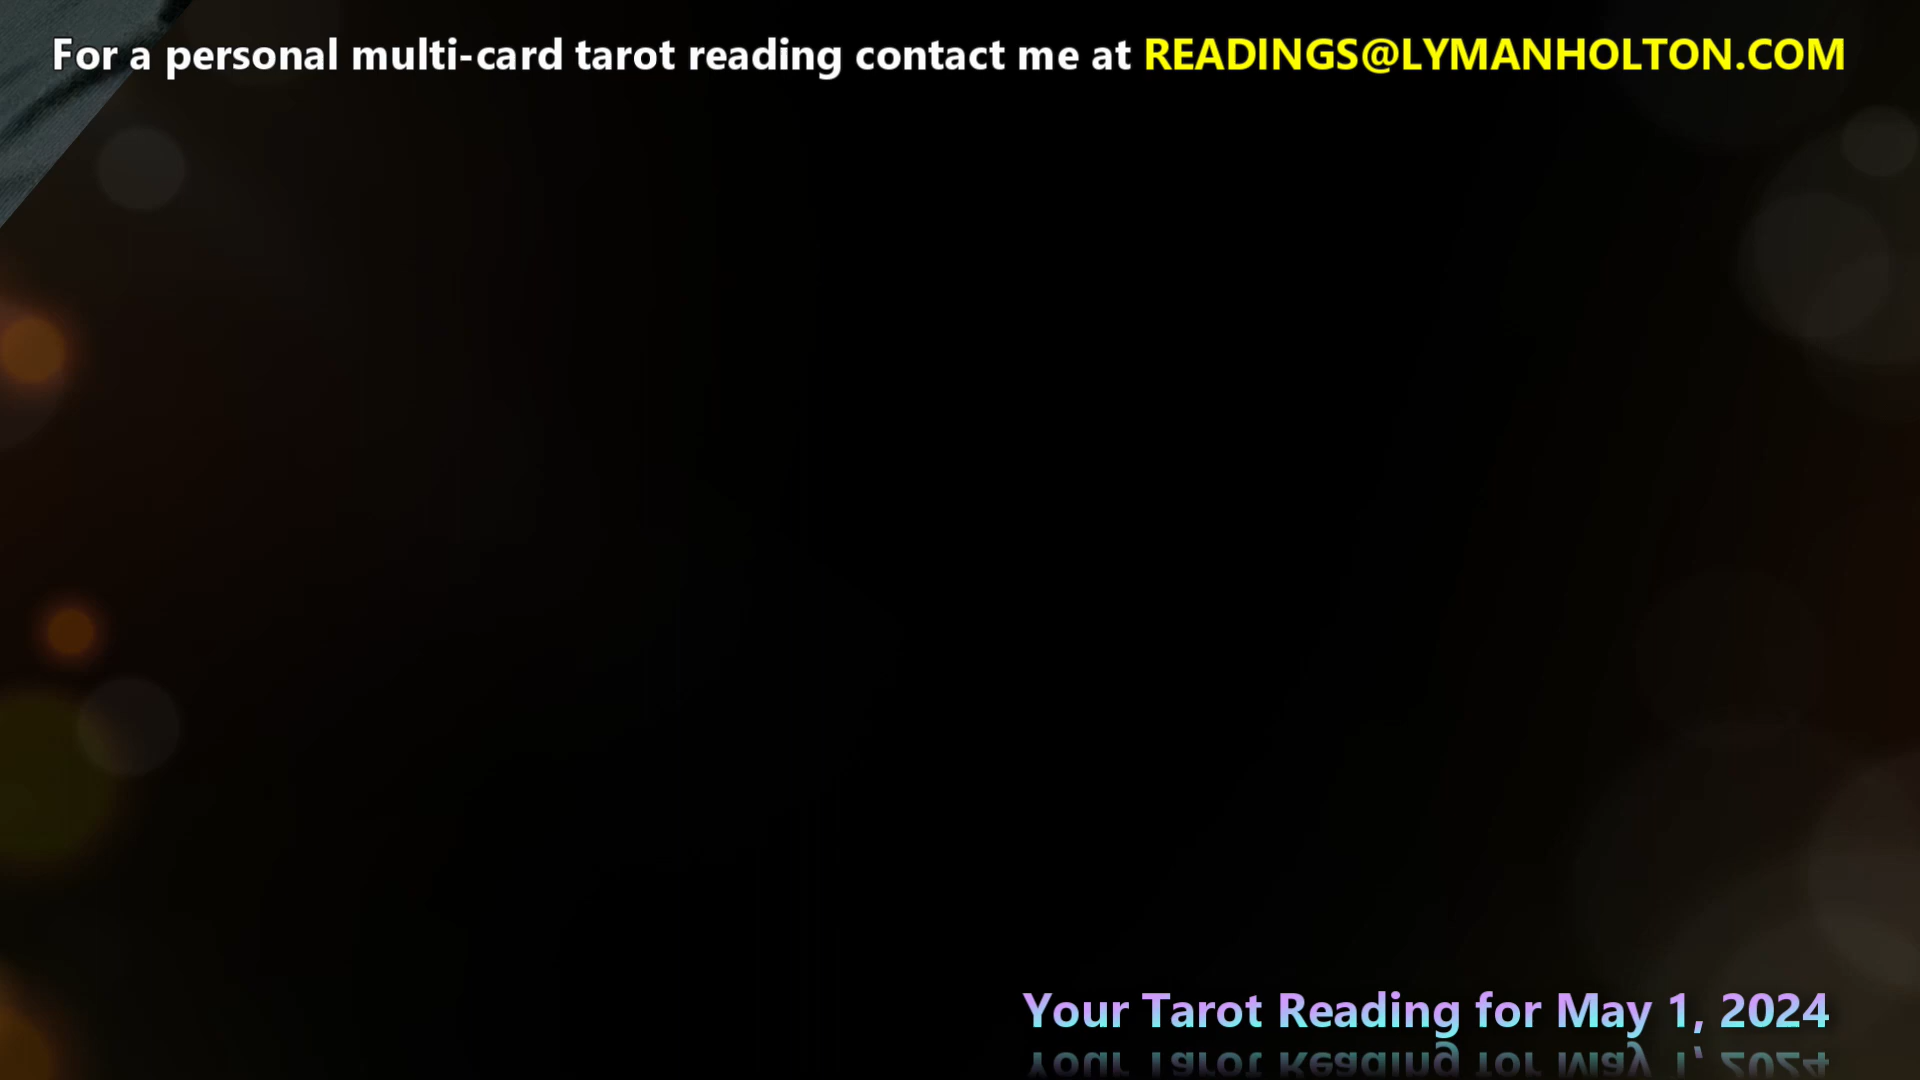 For a personal multi-card tarot reading contact me at READINGS@LYMANHOLTON.COM
Your Tarot Reading for May 1, 2024